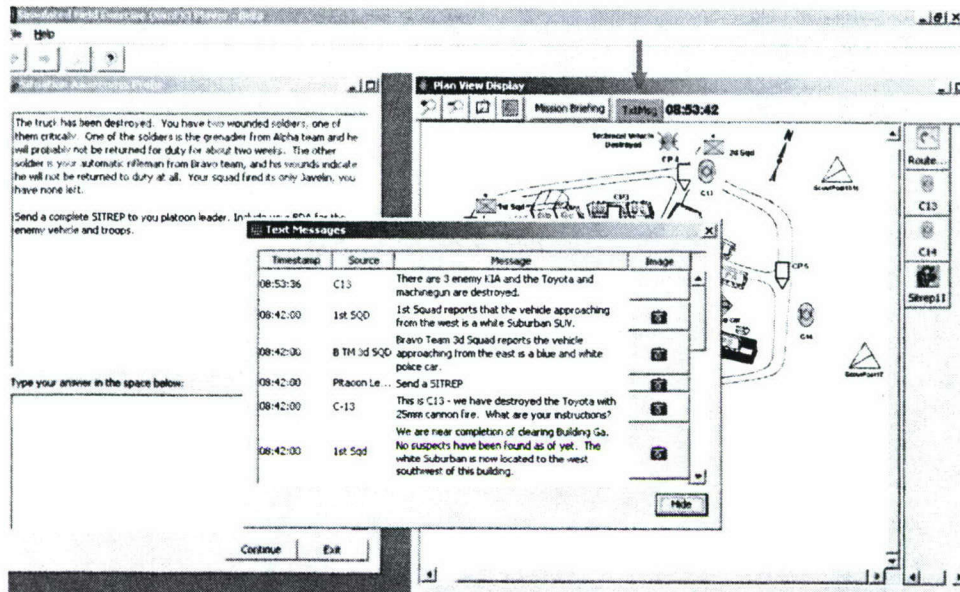 File Help
The truck has been destroyed. You have two wounded soldiers, one of
them critically. One of the soldiers is the grenadier from Alpha team and he
will probably not be returned for duty for about two weeks. The other
soldier is your automatic rifleman from Bravo team, and his wounds indicate
he will not be returned to duty at all. Your squad fired its only Javelin, you
have none left.
Send a complete SITREP to you platoon leader. Include your BDA for the
enemy vehicle and troops.
Type your answer in the space below:
Continue Exit
Plan View Display
Mission Briefing TxtMsg 08:53:42
Technical Vehicle
Destroyed
2d Sqd
C13
CP 5
Route...
C13
C14
Sitrep11
Text Messages
Timestamp Source Message Image
08:53:36 C13 There are 3 enemy KIA and the Toyota and
machinegun are destroyed.
08:42:00 1st SQD 1st Squad reports that the vehicle approaching
from the west is a white Suburban SUV.
08:42:00 B TM 3d SQD Bravo Team 3d Squad reports the vehicle
approaching from the east is a blue and white
police car.
08:42:00 Pltaoon Le... Send a SITREP
08:42:00 C-13 This is C13 - we have destroyed the Toyota with
25mm cannon fire. What are your instructions?
08:42:00 1st Sqd We are near completion of clearing Building Ga.
No suspects have been found as of yet. The
white Suburban is now located to the west
southwest of this building.
Hide